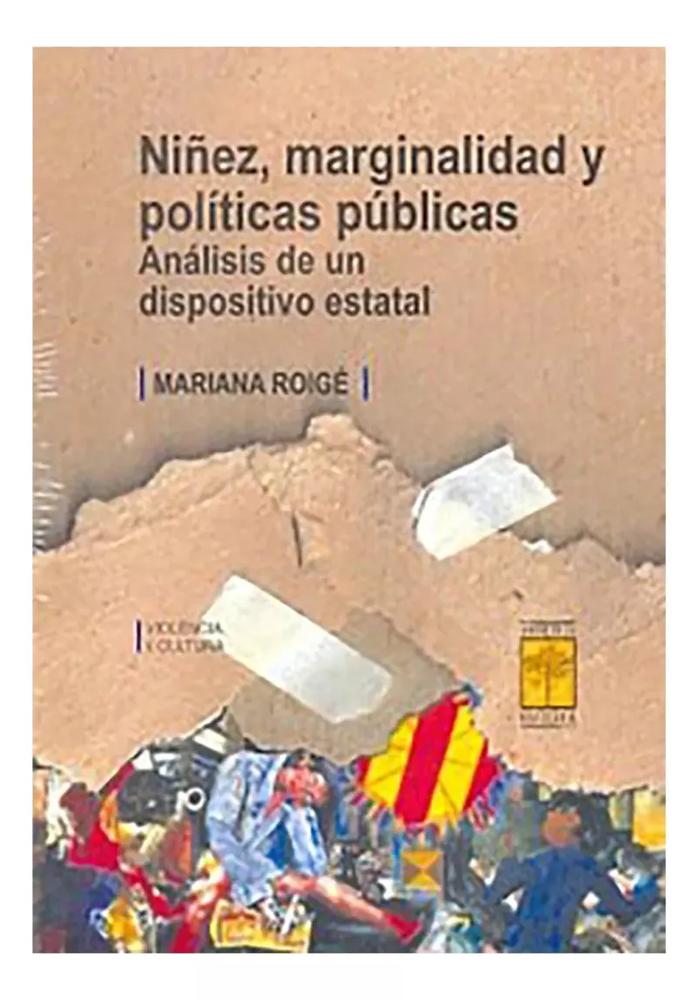 Niñez, marginalidad y
políticas públicas
Análisis de un
dispositivo estatal
MARIANA ROIGÉ
VIOLENCIA
Y CULTURA